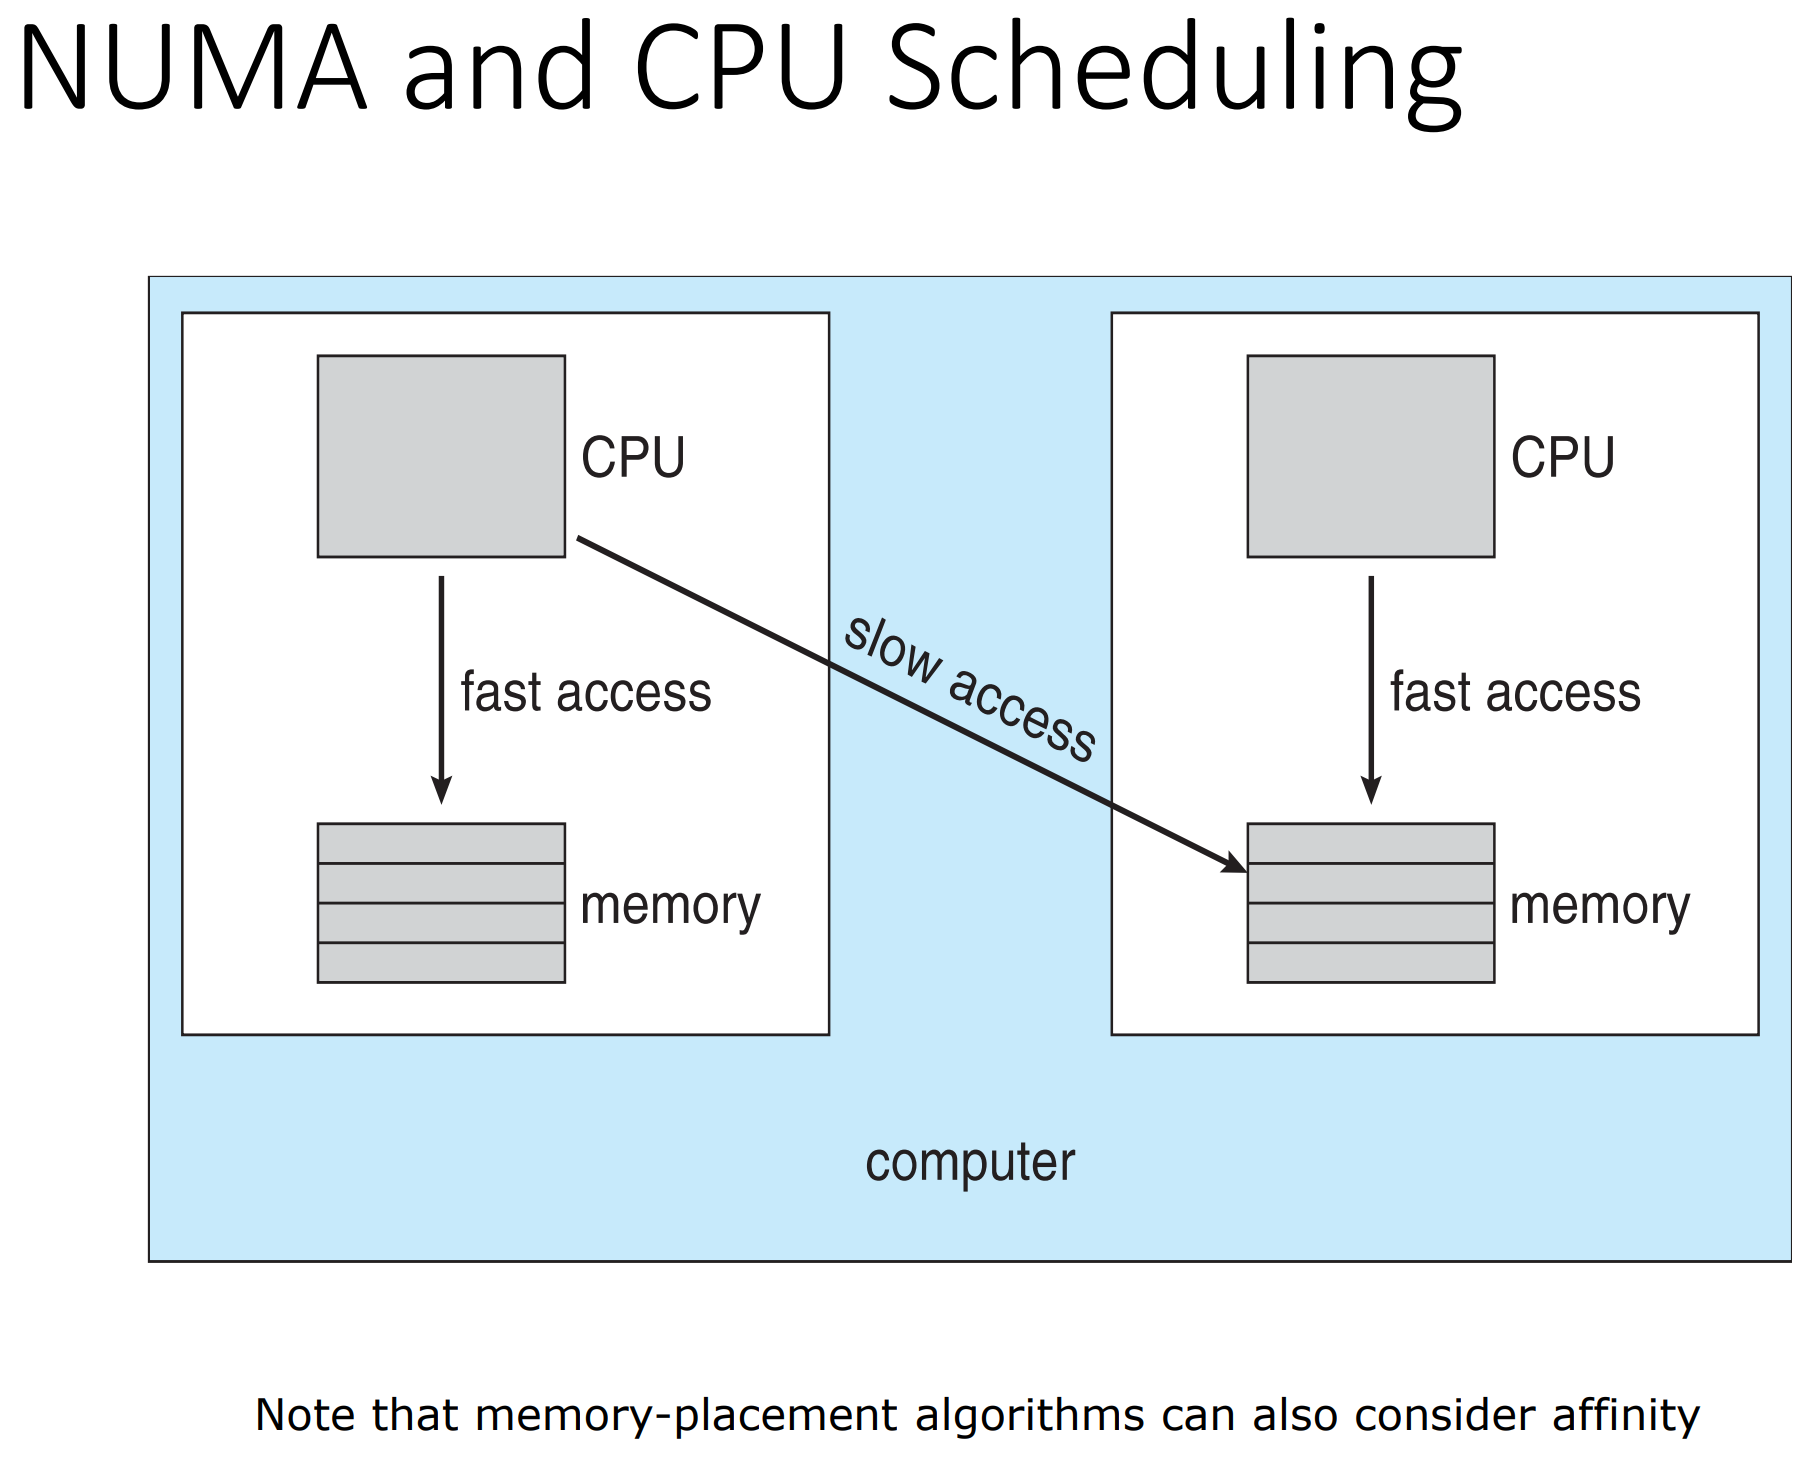 NUMA and CPU Scheduling
CPU
CPU
slow access
fast access
fast access
memory
memory
computer
Note that memory-placement algorithms can also consider affinity